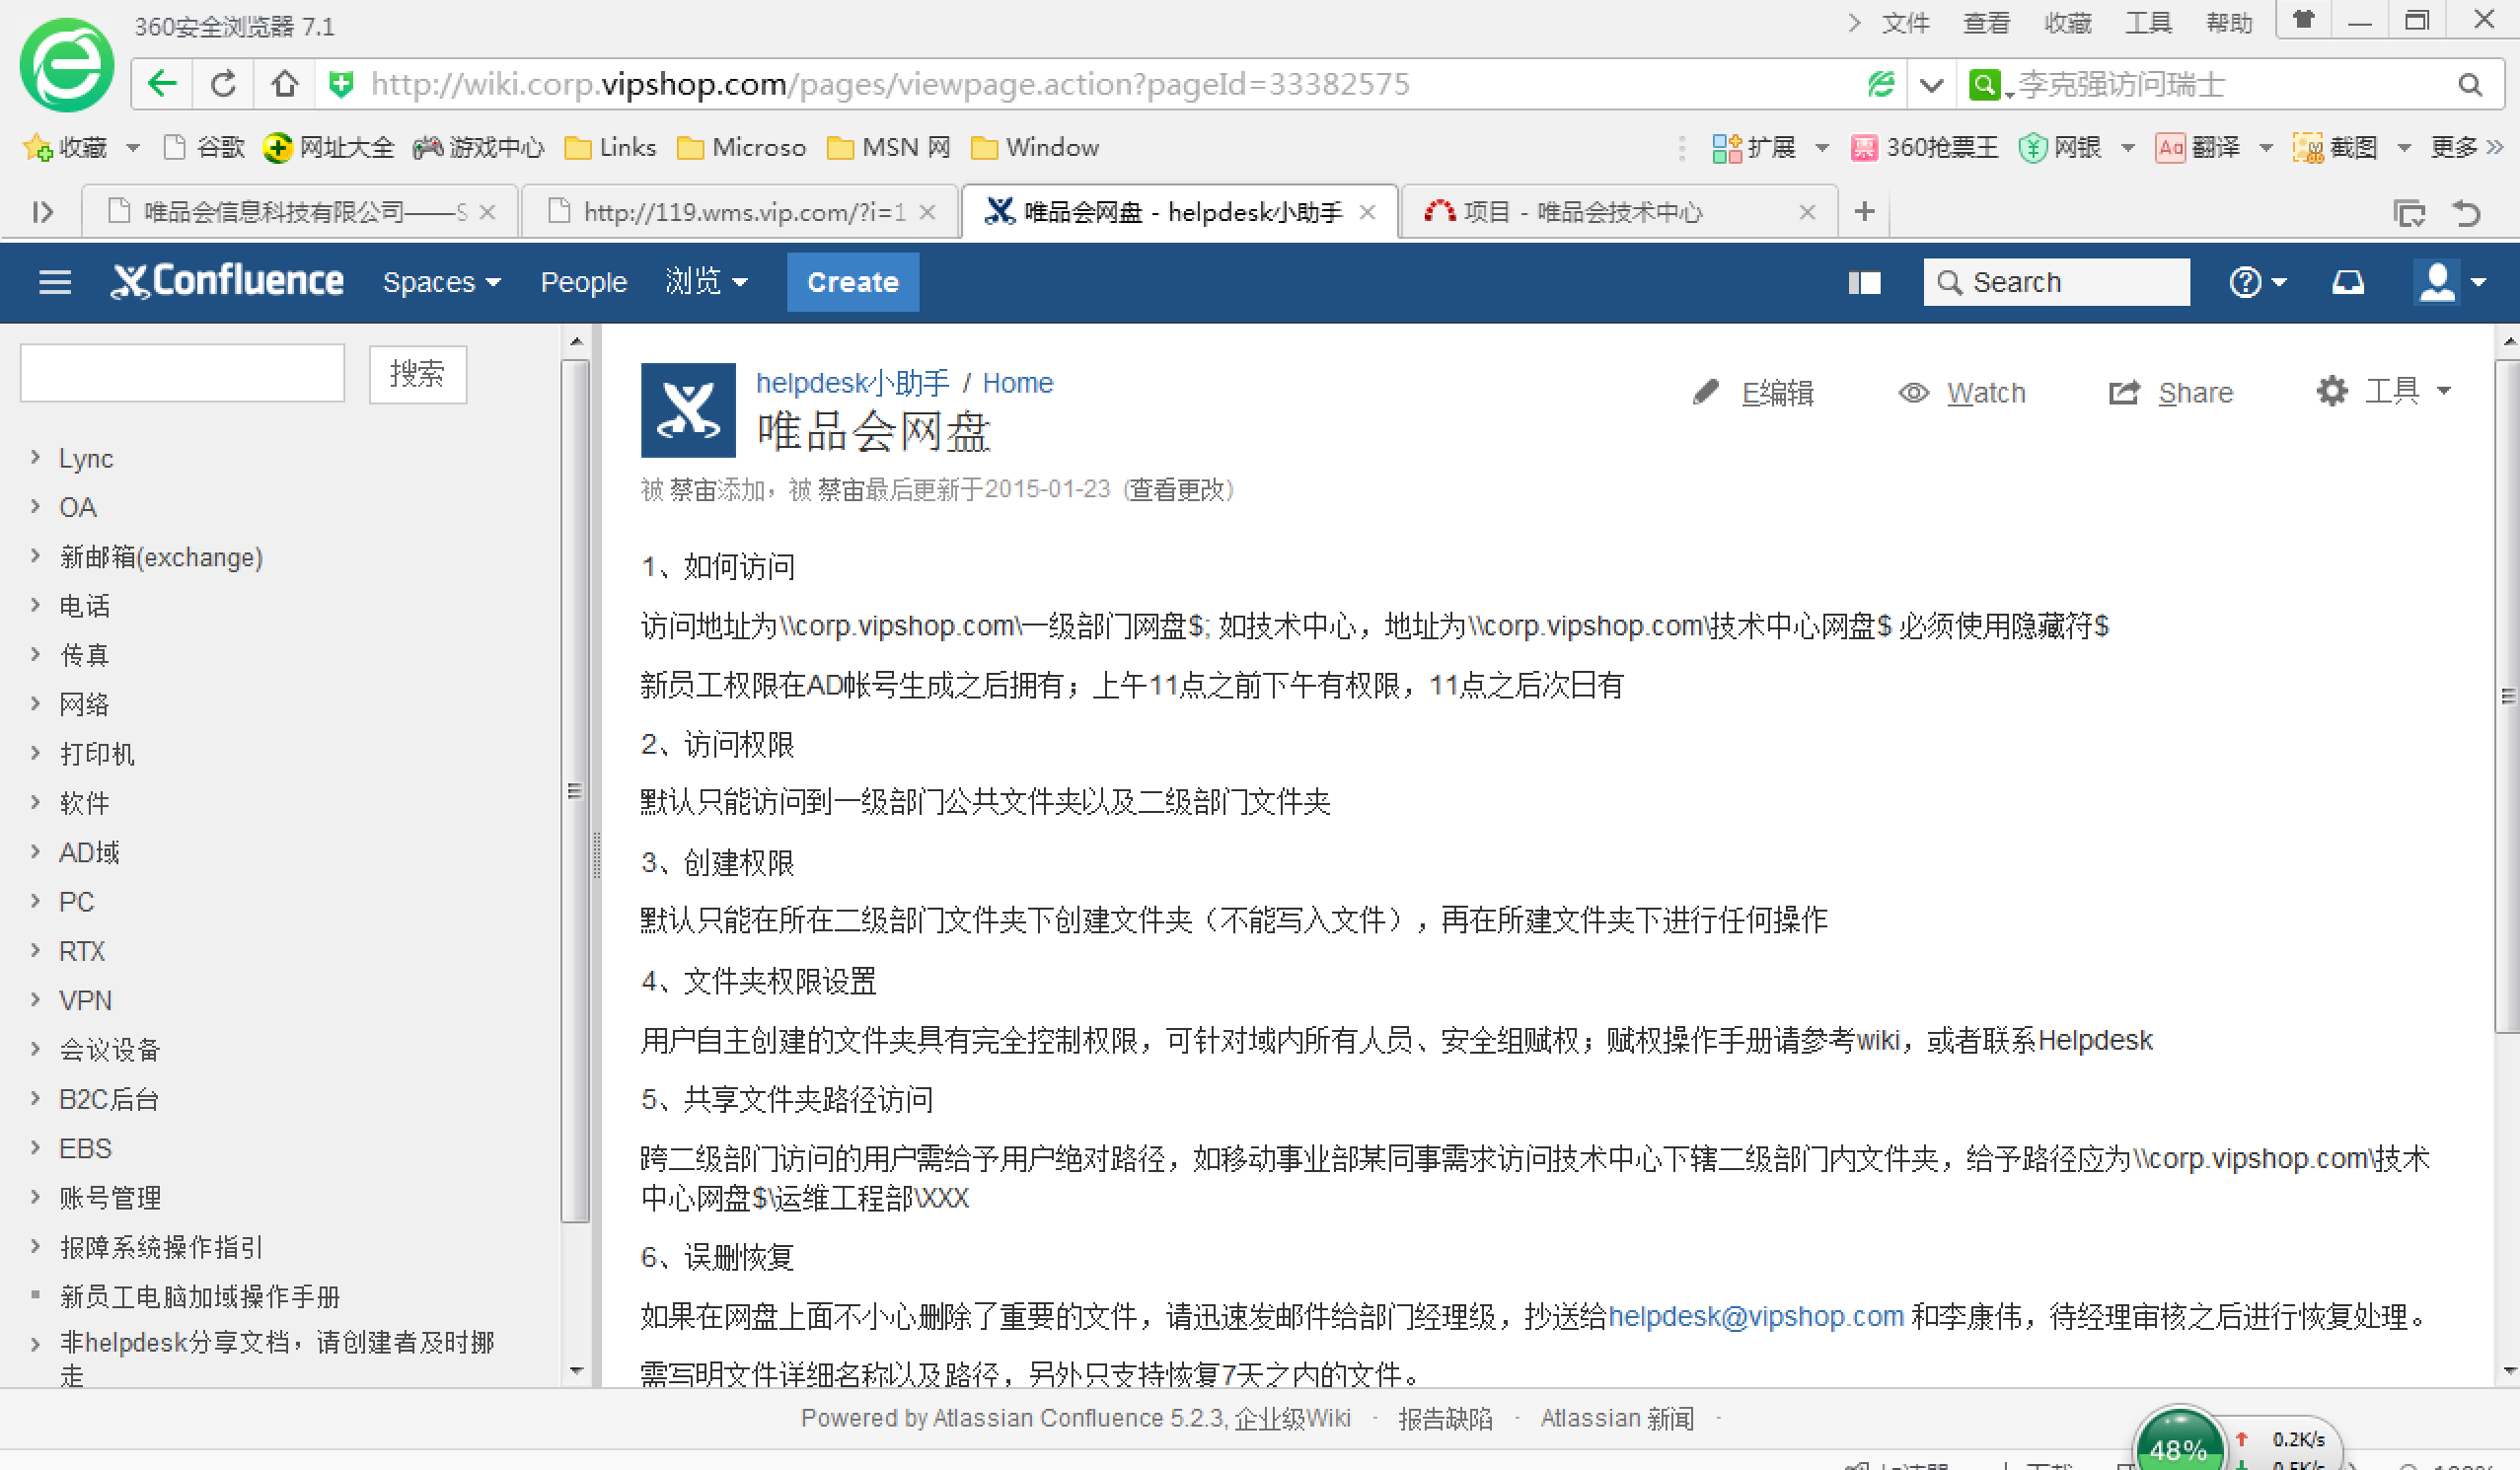 360安全浏览器 7.1
文件 查看 收藏 工具 帮助
http://wiki.corp.vipshop.com/pages/viewpage.action?pageId=33382575
李克强访问瑞士
收藏 谷歌 网址大全 游戏中心 Links Microso MSN 网 Window
扩展 票 360抢票王 网银 Aa 翻译 截图 更多 »
唯品会信息科技有限公司——S
http://119.wms.vip.com/?i=1
唯品会网盘 - helpdesk小助手
项目 - 唯品会技术中心
Confluence Spaces People 浏览 Create
Search
搜索
Lync
OA
新邮箱(exchange)
电话
传真
网络
打印机
软件
AD域
PC
RTX
VPN
会议设备
B2C后台
EBS
账号管理
报障系统操作指引
新员工电脑加域操作手册
非helpdesk分享文档，请创建者及时挪
走
helpdesk小助手 / Home
唯品会网盘
E编辑 Watch Share 工具
被 蔡宙添加，被 蔡宙最后更新于2015-01-23 (查看更改)
1、如何访问
访问地址为\\corp.vipshop.com\一级部门网盘$; 如技术中心，地址为\\corp.vipshop.com\技术中心网盘$ 必须使用隐藏符$
新员工权限在AD帐号生成之后拥有；上午11点之前下午有权限，11点之后次日有
2、访问权限
默认只能访问到一级部门公共文件夹以及二级部门文件夹
3、创建权限
默认只能在所在二级部门文件夹下创建文件夹（不能写入文件），再在所建文件夹下进行任何操作
4、文件夹权限设置
用户自主创建的文件夹具有完全控制权限，可针对域内所有人员、安全组赋权；赋权操作手册请参考wiki，或者联系Helpdesk
5、共享文件夹路径访问
跨二级部门访问的用户需给予用户绝对路径，如移动事业部某同事需求访问技术中心下辖二级部门内文件夹，给予路径应为\\corp.vipshop.com\技术
中心网盘$\运维工程部\XXX
6、误删恢复
如果在网盘上面不小心删除了重要的文件，请迅速发邮件给部门经理级，抄送给helpdesk@vipshop.com 和李康伟，待经理审核之后进行恢复处理。
需写明文件详细名称以及路径，另外只支持恢复7天之内的文件。
Powered by Atlassian Confluence 5.2.3, 企业级Wiki · 报告缺陷 · Atlassian 新闻 ·
48%
0.2K/s